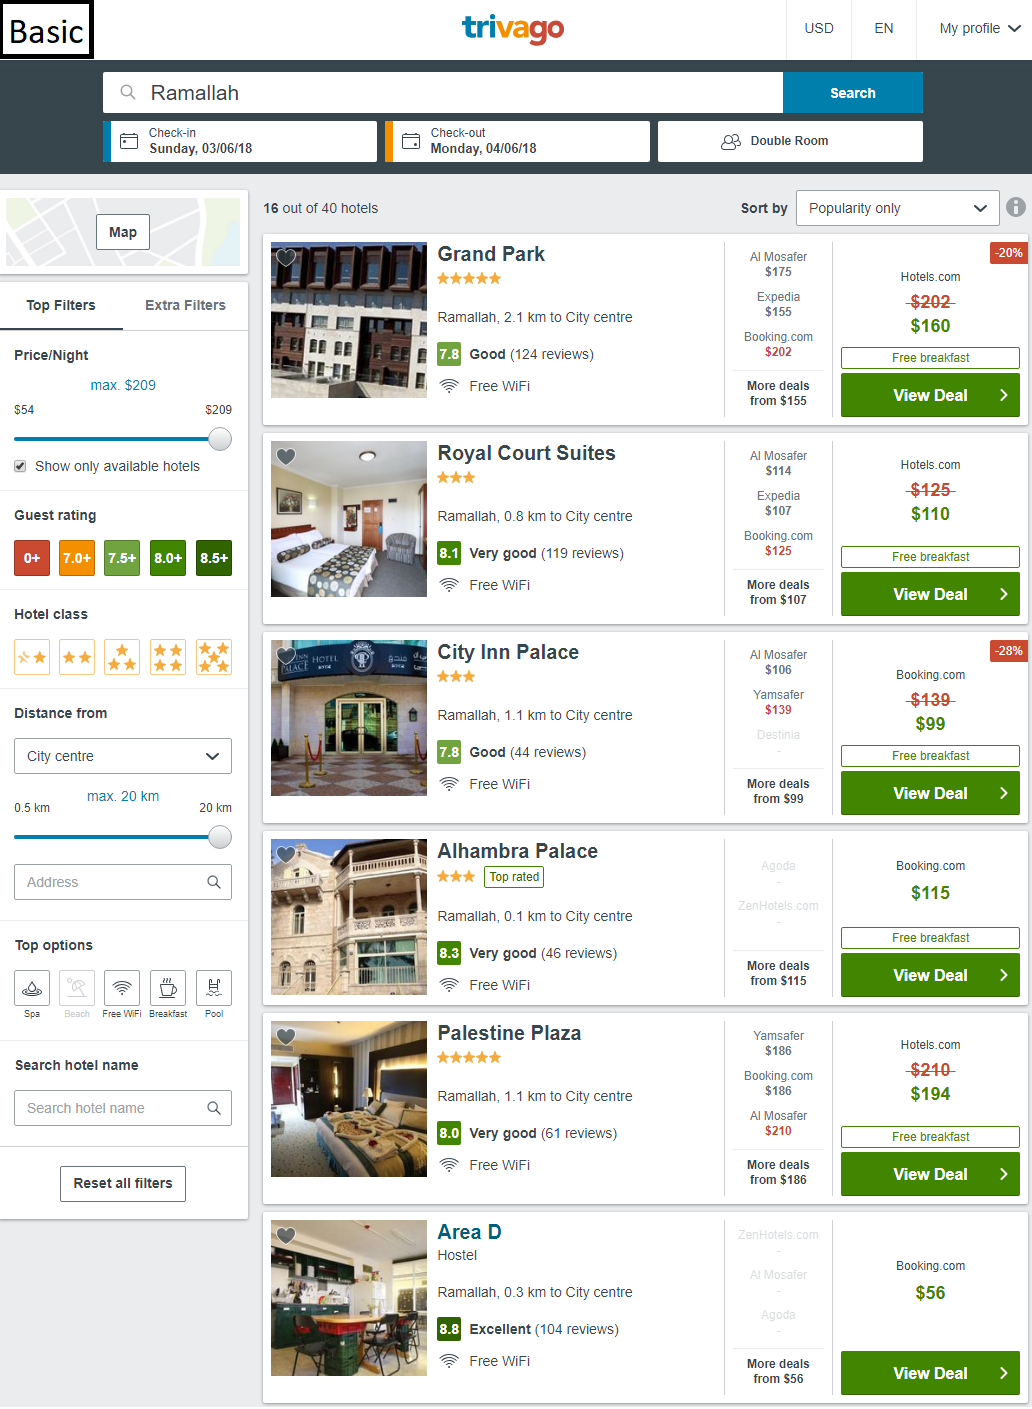 Basic
trivago
USD
EN
My profile
Ramallah
Search
Check-in
Sunday, 03/06/18
Check-out
Monday, 04/06/18
Double Room
Map
Top Filters
Extra Filters
Price/Night
max. $209
$54
$209
Show only available hotels
Guest rating
0+
7.0+
7.5+
8.0+
8.5+
Hotel class
Distance from
City centre
max. 20 km
0.5 km
20 km
Address
Top options
Spa
Beach
Free WiFi
Breakfast
Pool
Search hotel name
Search hotel name
Reset all filters
16 out of 40 hotels
Sort by
Popularity only
Grand Park
Ramallah, 2.1 km to City centre
7.8 Good (124 reviews)
Free WiFi
Al Mosafer
$175
Expedia
$155
Booking.com
$202
More deals
from $155
-20%
Hotels.com
$202
$160
Free breakfast
View Deal
Royal Court Suites
Ramallah, 0.8 km to City centre
8.1 Very good (119 reviews)
Free WiFi
Al Mosafer
$114
Expedia
$107
Booking.com
$125
More deals
from $107
Hotels.com
$125
$110
Free breakfast
View Deal
City Inn Palace
Ramallah, 1.1 km to City centre
7.8 Good (44 reviews)
Free WiFi
Al Mosafer
$106
Yamsafer
$139
Destinia
-
More deals
from $99
-28%
Booking.com
$139
$99
Free breakfast
View Deal
Alhambra Palace
Top rated
Ramallah, 0.1 km to City centre
8.3 Very good (46 reviews)
Free WiFi
Agoda
-
ZenHotels.com
-
More deals
from $115
Booking.com
$115
Free breakfast
View Deal
Palestine Plaza
Ramallah, 1.1 km to City centre
8.0 Very good (61 reviews)
Free WiFi
Yamsafer
$186
Booking.com
$186
Al Mosafer
$210
More deals
from $186
Hotels.com
$210
$194
Free breakfast
View Deal
Area D
Hostel
Ramallah, 0.3 km to City centre
8.8 Excellent (104 reviews)
Free WiFi
ZenHotels.com
-
Al Mosafer
-
Agoda
-
More deals
from $56
Booking.com
$56
View Deal